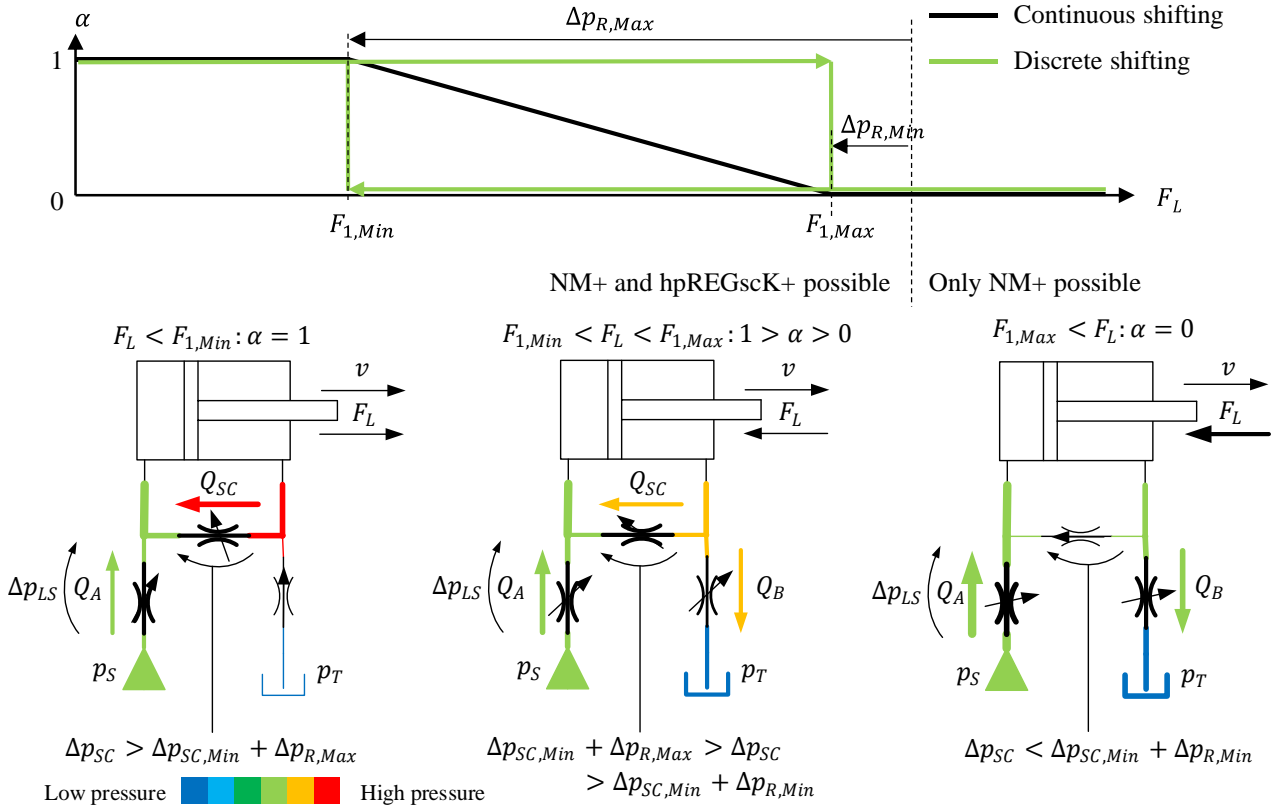 α
Δp_{R,Max}
Continuous shifting
1
Discrete shifting
Δp_{R,Min}
0
F_L
F_{1,Min}
F_{1,Max}
NM+ and hpREGscK+ possible
Only NM+ possible
F_L < F_{1,Min}: α = 1
v
F_L
Q_{SC}
Δp_{LS}
Q_A
p_S
p_T
Δp_{SC} > Δp_{SC,Min} + Δp_{R,Max}
F_{1,Min} < F_L < F_{1,Max}: 1 > α > 0
v
F_L
Q_{SC}
Δp_{LS}
Q_A
Q_B
p_S
p_T
Δp_{SC,Min} + Δp_{R,Max} > Δp_{SC}
> Δp_{SC,Min} + Δp_{R,Min}
F_{1,Max} < F_L: α = 0
v
F_L
Δp_{LS}
Q_A
Q_B
p_S
p_T
Δp_{SC} < Δp_{SC,Min} + Δp_{R,Min}
Low pressure
High pressure